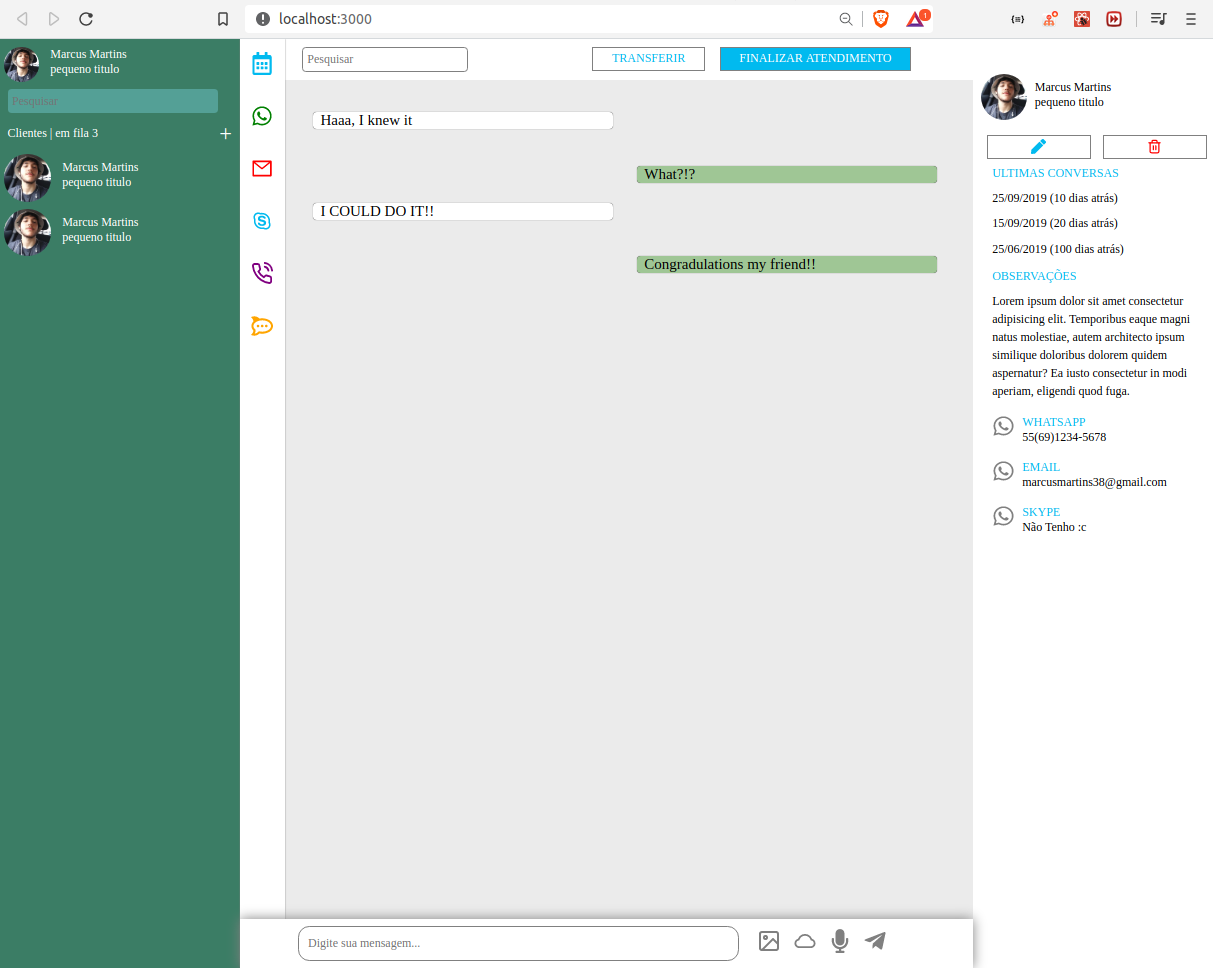 localhost:3000
1
Marcus Martins
pequeno titulo
Pesquisar
Clientes | em fila 3
Marcus Martins
pequeno titulo
Marcus Martins
pequeno titulo
Pesquisar
TRANSFERIR
FINALIZAR ATENDIMENTO
Haaa, I knew it
What?!?
I COULD DO IT!!
Congradulations my friend!!
Digite sua mensagem...
Marcus Martins
pequeno titulo
ULTIMAS CONVERSAS
25/09/2019 (10 dias atrás)
15/09/2019 (20 dias atrás)
25/06/2019 (100 dias atrás)
OBSERVAÇÕES
Lorem ipsum dolor sit amet consectetur
adipisicing elit. Temporibus eaque magni
natus molestiae, autem architecto ipsum
similique doloribus dolorem quidem
aspernatur? Ea iusto consectetur in modi
aperiam, eligendi quod fuga.
WHATSAPP
55(69)1234-5678
EMAIL
marcusmartins38@gmail.com
SKYPE
Não Tenho :c